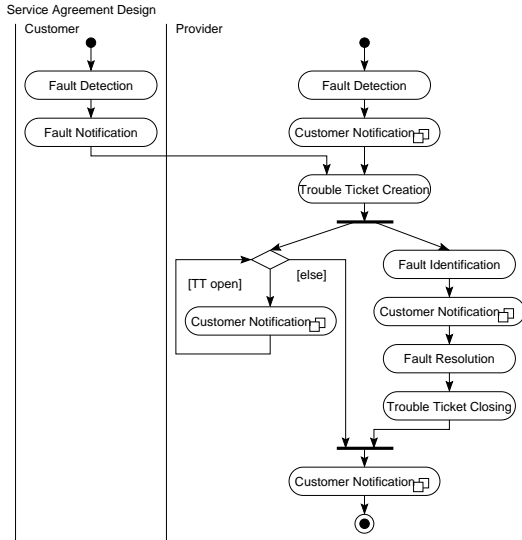 Service Agreement Design
Customer
Provider
Fault Detection
Fault Detection
Fault Notification
Customer Notification
Trouble Ticket Creation
[TT open]
[else]
Fault Identification
Customer Notification
Customer Notification
Fault Resolution
Trouble Ticket Closing
Customer Notification